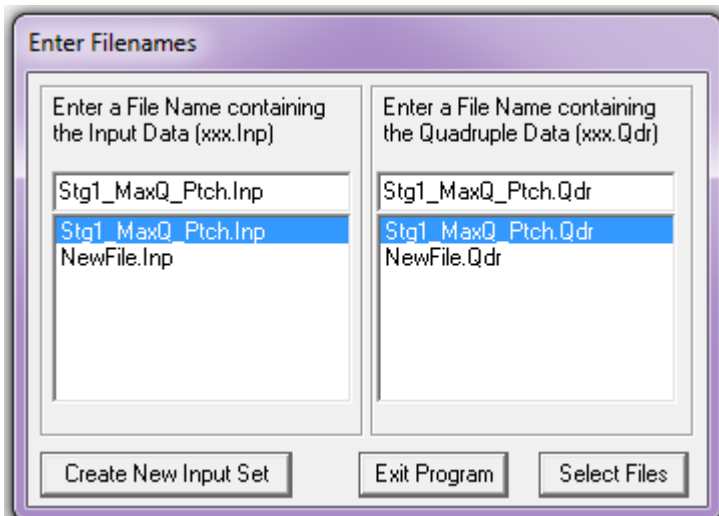 Enter Filenames
Enter a File Name containing
the Input Data (xxx.Inp)
Stg1_MaxQ_Ptch.Inp
Stg1_MaxQ_Ptch.Inp
NewFile.Inp
Enter a File Name containing
the Quadruple Data (xxx.Qdr)
Stg1_MaxQ_Ptch.Qdr
Stg1_MaxQ_Ptch.Qdr
NewFile.Qdr
Create New Input Set
Exit Program
Select Files